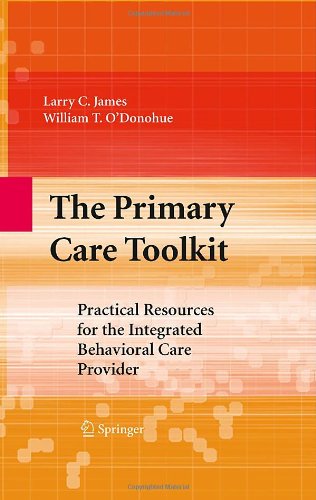 Larry C. James
William T. O'Donohue
The Primary
Care Toolkit
Practical Resources
for the Integrated
Behavioral Care
Provider
Springer